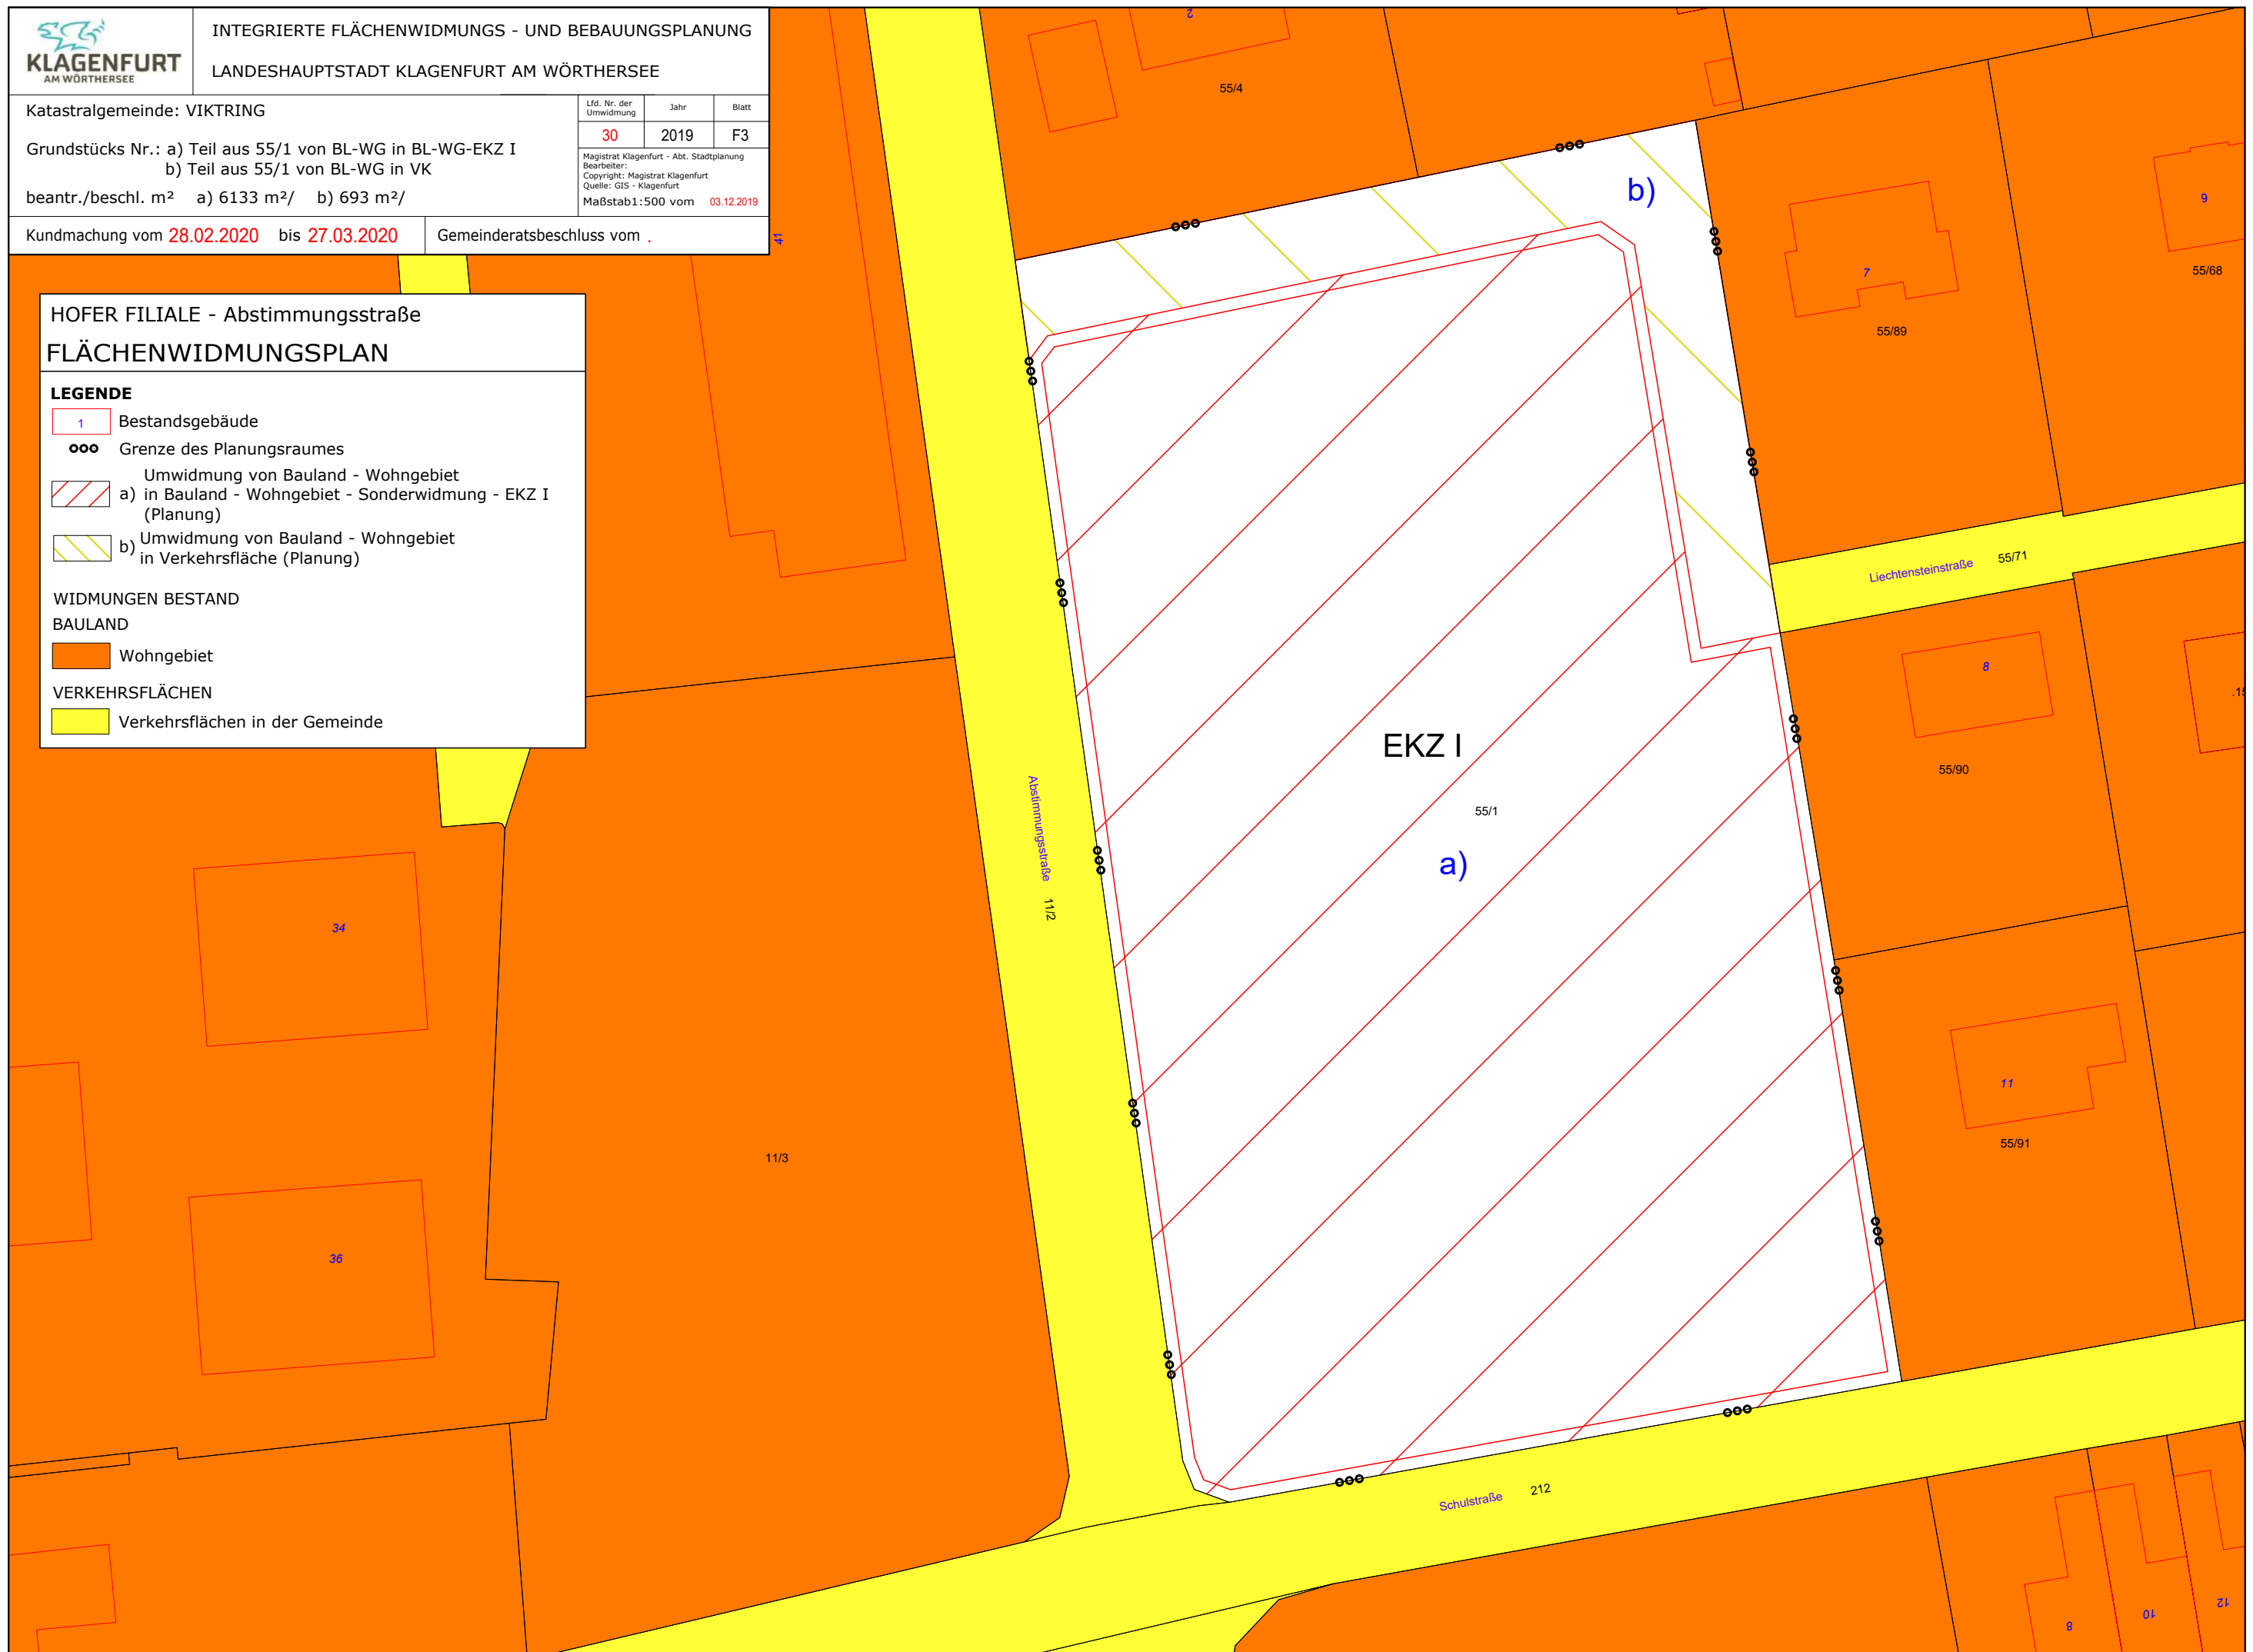 KLAGENFURT
AM WÖRTHERSEE
INTEGRIERTE FLÄCHENWIDMUNGS - UND BEBAUUNGSPLANUNG
LANDESHAUPTSTADT KLAGENFURT AM WÖRTHERSEE
Katastralgemeinde: VIKTRING
Grundstücks Nr.: a) Teil aus 55/1 von BL-WG in BL-WG-EKZ I
b) Teil aus 55/1 von BL-WG in VK
beantr./beschl. m² a) 6133 m²/ b) 693 m²/
Lfd. Nr. der
Umwidmung
Jahr
Blatt
30
2019
F3
Magistrat Klagenfurt - Abt. Stadtplanung
Bearbeiter:
Copyright: Magistrat Klagenfurt
Quelle: GIS - Klagenfurt
Maßstab1:500 vom 03.12.2019
Kundmachung vom 28.02.2020 bis 27.03.2020
Gemeinderatsbeschluss vom .
HOFER FILIALE - Abstimmungsstraße
FLÄCHENWIDMUNGSPLAN
LEGENDE
1 Bestandsgebäude
Grenze des Planungsraumes
Umwidmung von Bauland - Wohngebiet
a) in Bauland - Wohngebiet - Sonderwidmung - EKZ I
(Planung)
b) Umwidmung von Bauland - Wohngebiet
in Verkehrsfläche (Planung)
WIDMUNGEN BESTAND
BAULAND
Wohngebiet
VERKEHRSFLÄCHEN
Verkehrsflächen in der Gemeinde
2
55/4
41
b)
7
55/89
9
55/68
Liechtensteinstraße 55/71
8
55/90
.15
EKZ I
55/1
a)
Abstimmungsstraße 11/2
34
36
11/3
11
55/91
Schulstraße 212
8
10
12